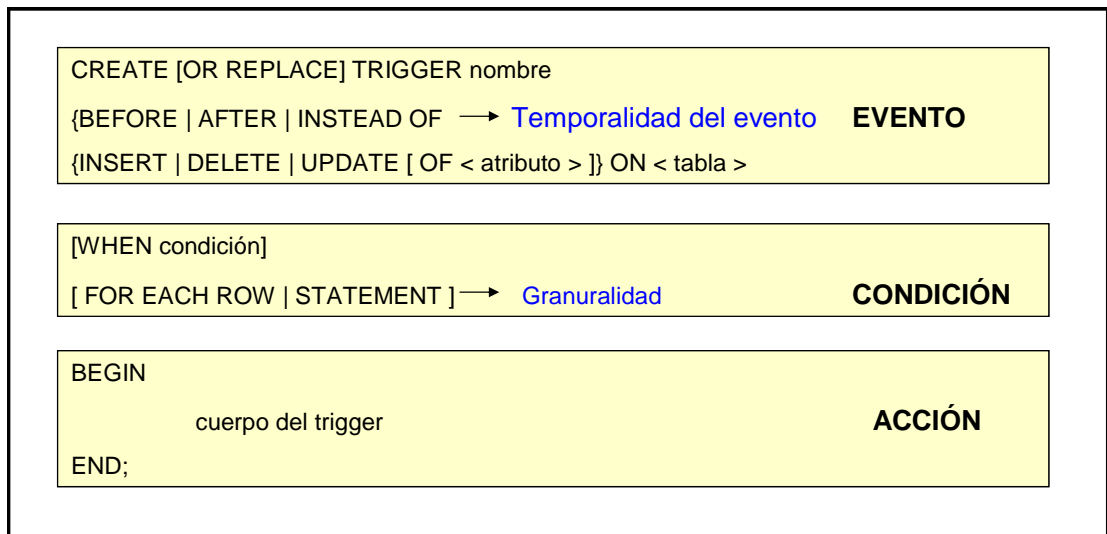 CREATE [OR REPLACE] TRIGGER nombre
{BEFORE | AFTER | INSTEAD OF Temporalidad del evento EVENTO
{INSERT | DELETE | UPDATE [ OF < atributo > ]} ON < tabla >
[WHEN condición]
[ FOR EACH ROW | STATEMENT ] Granuralidad CONDICIÓN
BEGIN
cuerpo del trigger ACCIÓN
END;